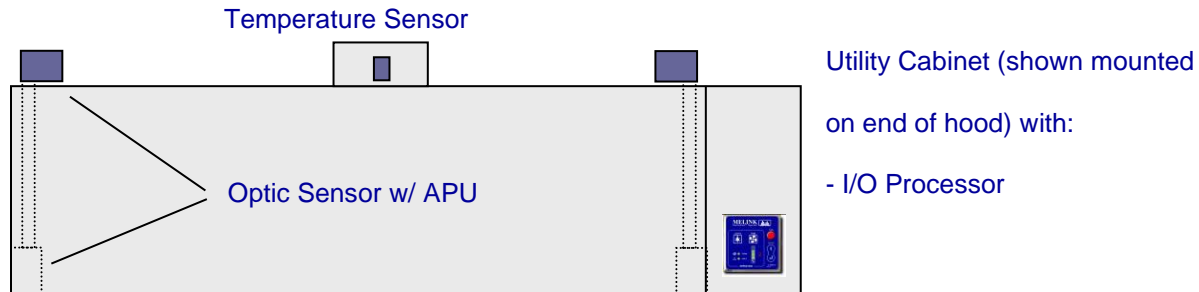 Temperature Sensor
Utility Cabinet (shown mounted
on end of hood) with:
- I/O Processor
Optic Sensor w/ APU
MELINK